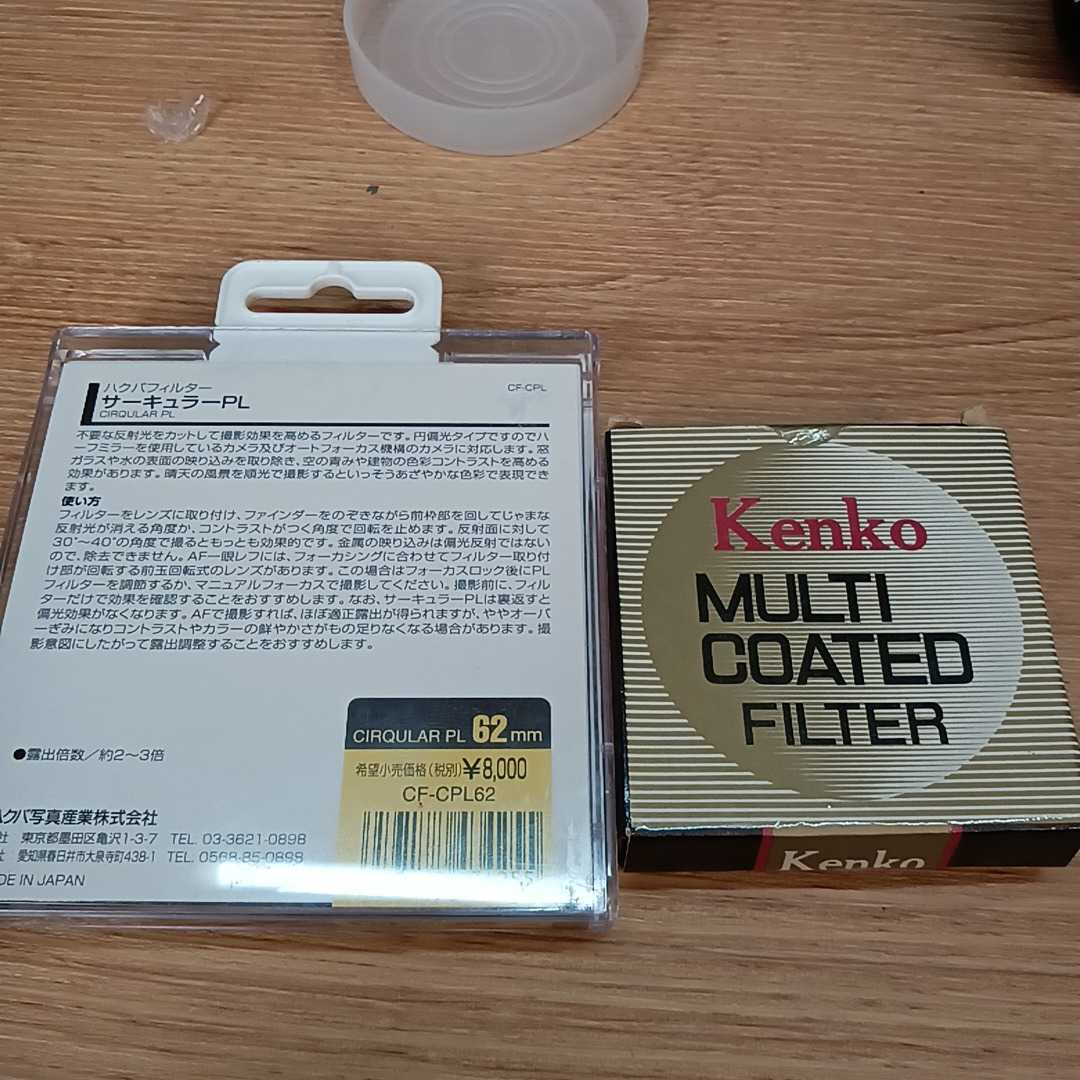 ハクバフィルター
サーキュラーPL
CIRQULAR PL
CF-CPL
不要な反射光をカットして撮影効果を高めるフィルターです。円偏光タイプですのでハ
ーフミラーを使用しているカメラ及びオートフォーカス機構のカメラに対応します。窓
ガラスや水の表面の映り込みを取り除き、空の青みや建物の色彩コントラストを高める
効果があります。晴天の風景を順光で撮影するといっそうあざやかな色彩で表現でき
ます。
使い方
フィルターをレンズに取り付け、ファインダーをのぞきながら前枠部を回してじゃまな
反射光が消える角度か、コントラストがつく角度で回転を止めます。反射面に対して
30°〜40°の角度で撮るともっとも効果的です。金属の映り込みは偏光反射ではない
ので、除去できません。AF一眼レフには、フォーカシングに合わせてフィルター取り付
け部が回転する前玉回転式のレンズがあります。この場合はフォーカスロック後にPL
フィルターを調節するか、マニュアルフォーカスで撮影してください。撮影前に、フィル
ターだけで効果を確認することをおすすめします。なお、サーキュラーPLは裏返すと
偏光効果がなくなります。AFで撮影すれば、ほぼ適正露出が得られますが、ややオーバ
ーぎみになりコントラストやカラーの鮮やかさがもの足りなくなる場合があります。撮
影意図にしたがって露出調整することをおすすめします。
●露出倍数/約2〜3倍
CIRQULAR PL 62mm
希望小売価格(税別)¥8,000
CF-CPL62
ハクバ写真産業株式会社
社 東京都墨田区亀沢1-3-7 TEL. 03-3621-0898
愛知県春日井市大泉寺町438-1 TEL. 0568-85-0888
DE IN JAPAN
Kenko
MULTI
COATED
FILTER
Kenko